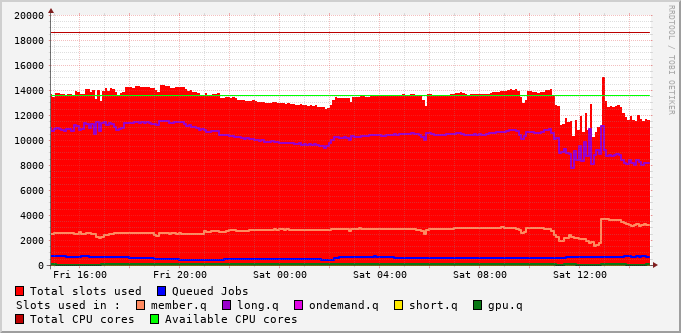 20000
18000
16000
14000
12000
10000
8000
6000
4000
2000
0
Fri 16:00 Fri 20:00 Sat 00:00 Sat 04:00 Sat 08:00 Sat 12:00
RRDTOOL / TOBI OETIKER
Total slots used Queued Jobs
Slots used in : member.q long.q ondemand.q short.q gpu.q
Total CPU cores Available CPU cores